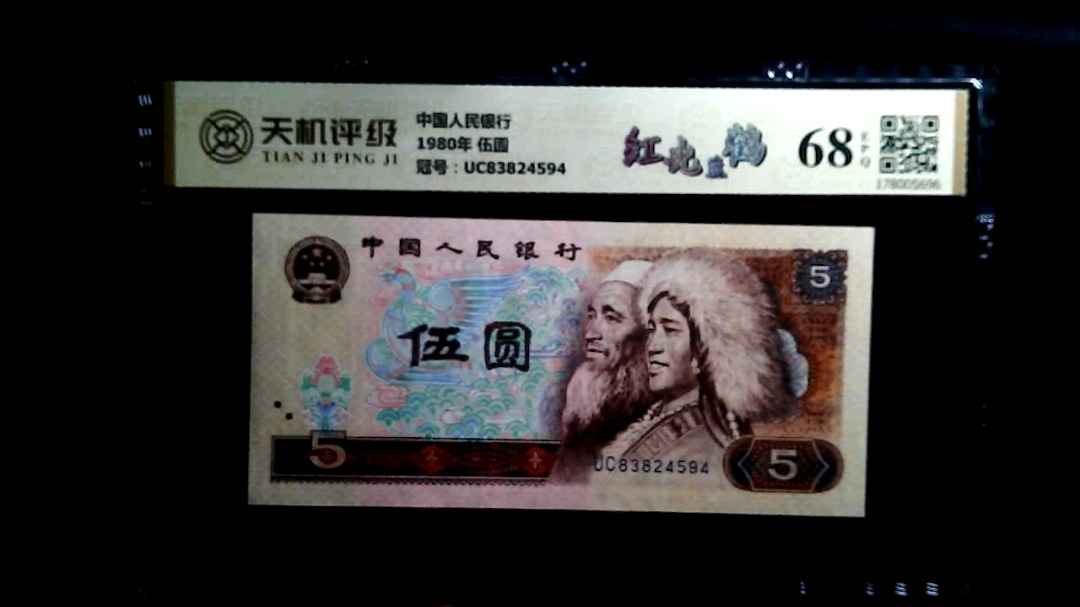 天机评级
TIAN JI PING JI
中国人民银行
1980年 伍圆
冠号：UC83824594
红
鹤
68
EPQ
178005696
中国人民银行
5
伍圆
5
UC83824594
5